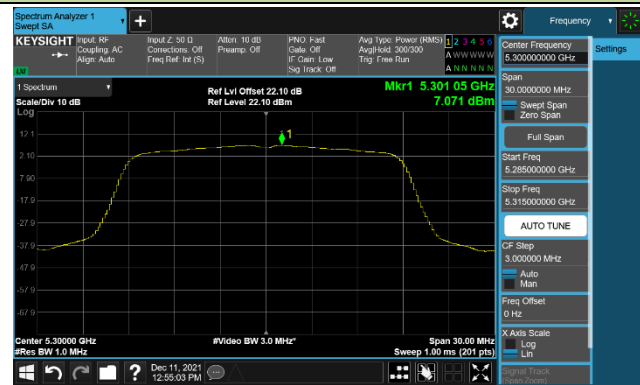 Spectrum Analyzer 1
Swept SA
Frequency
KEYSIGHT
Input: RF
Coupling: AC
Align: Auto
Input Z: 50 Ω
Corrections: Off
Freq Ref: Int (S)
Atten: 10 dB
Preamp: Off
PNO: Fast
Gate: Off
IF Gain: Low
Sig Track: Off
Avg Type: Power (RMS)
Avg|Hold: 300/300
Trig: Free Run
1 2 3 4 5 6
A W W W W W
A N N N N N
LXI
1 Spectrum
Scale/Div 10 dB
Log
Ref Lvl Offset 22.10 dB
Ref Level 22.10 dBm
Mkr1 5.301 05 GHz
7.071 dBm
1
12.1
2.10
-7.90
-17.9
-27.9
-37.9
-47.9
-57.9
-67.9
Center 5.30000 GHz
#Res BW 1.0 MHz
#Video BW 3.0 MHz*
Span 30.00 MHz
Sweep 1.00 ms (201 pts)
Dec 11, 2021
12:55:03 PM
Center Frequency
5.300000000 GHz
Settings
Span
30.0000000 MHz
Swept Span
Zero Span
Full Span
Start Freq
5.285000000 GHz
Stop Freq
5.315000000 GHz
AUTO TUNE
CF Step
3.000000 MHz
Auto
Man
Freq Offset
0 Hz
X Axis Scale
Log
Lin
Signal Track
(Span Zoom)